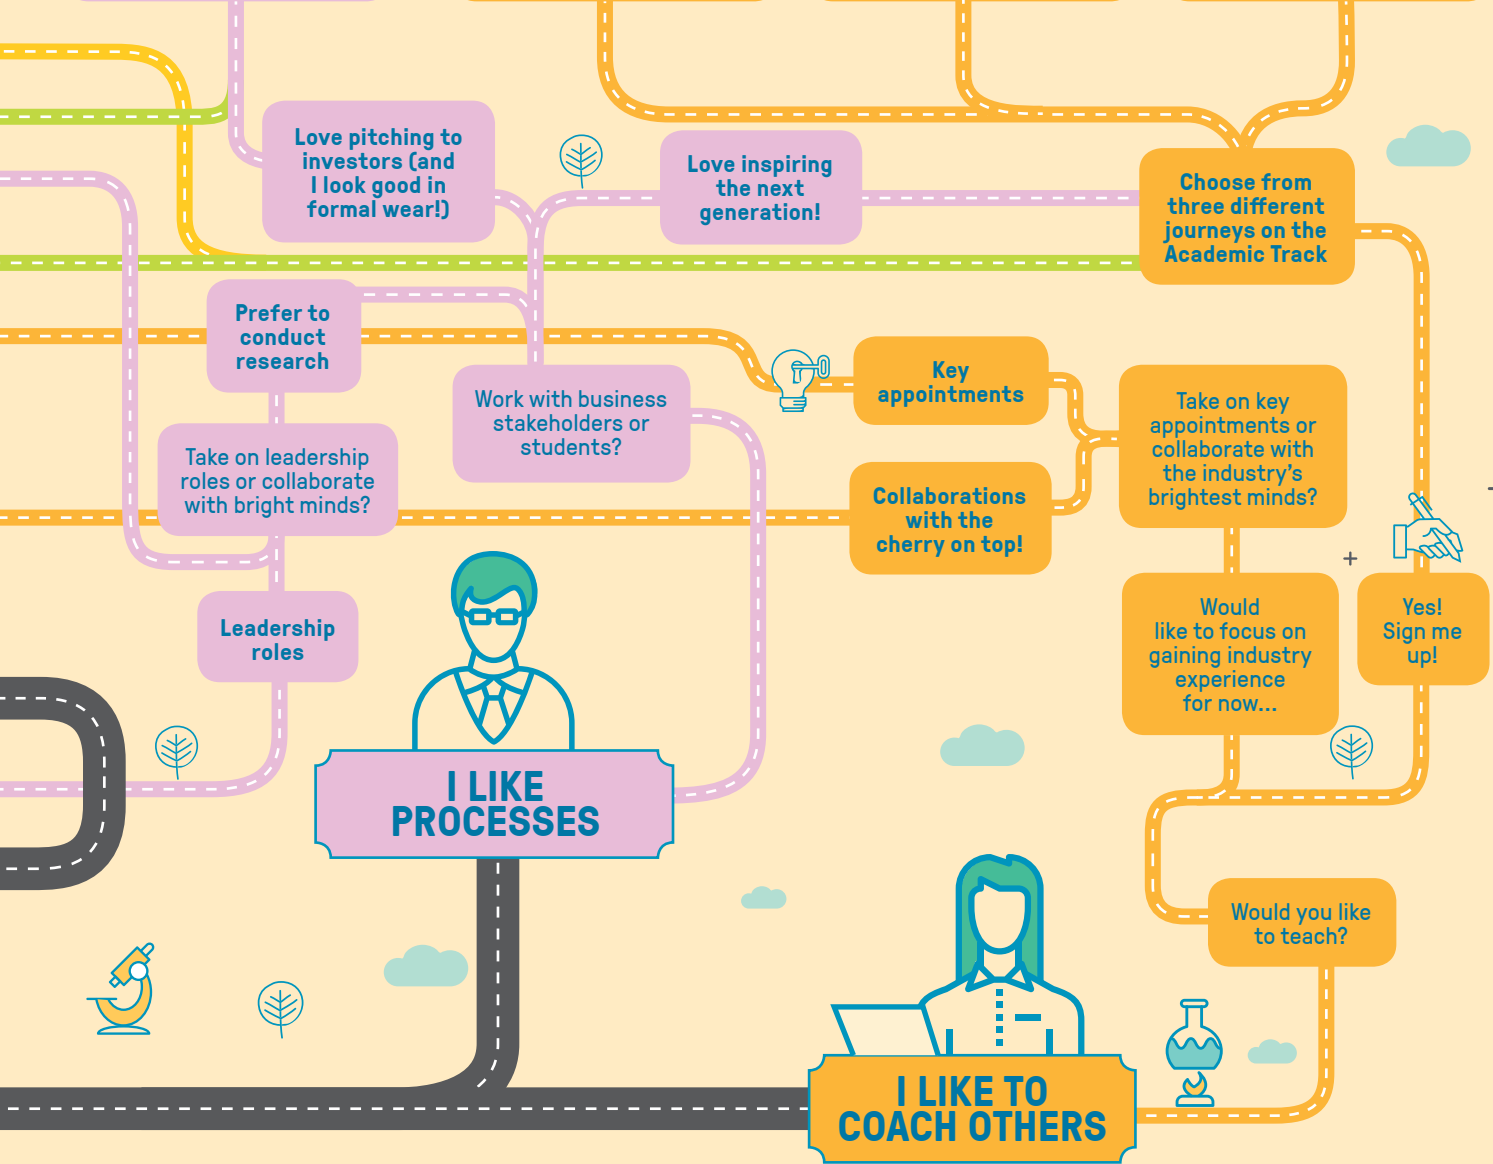 Love pitching to
investors (and
I look good in
formal wear!)
Love inspiring
the next
generation!
Choose from
three different
journeys on the
Academic Track
Prefer to
conduct
research
Work with business
stakeholders or
students?
Key
appointments
Take on key
appointments or
collaborate with
the industry's
brightest minds?
Take on leadership
roles or collaborate
with bright minds?
Collaborations
with the
cherry on top!
Would
like to focus on
gaining industry
experience
for now...
Yes!
Sign me
up!
Leadership
roles
I LIKE
PROCESSES
Would you like
to teach?
I LIKE TO
COACH OTHERS